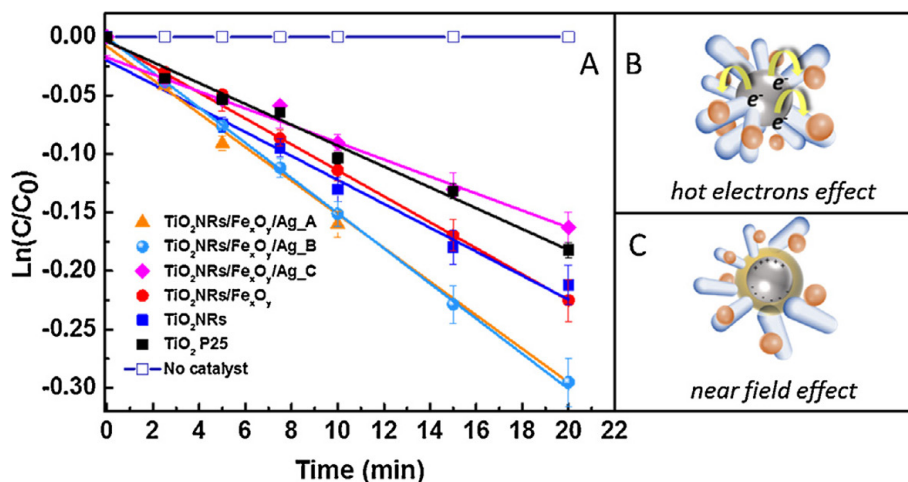 A
Ln(C/C0)
0.00
-0.05
-0.10
-0.15
-0.20
-0.25
-0.30
TiO2NRs/FexOy/Ag_A
TiO2NRs/FexOy/Ag_B
TiO2NRs/FexOy/Ag_C
TiO2NRs/FexOy
TiO2NRs
TiO2 P25
No catalyst
0 2 4 6 8 10 12 14 16 18 20 22
Time (min)
B
e-
e-
e-
hot electrons effect
C
near field effect